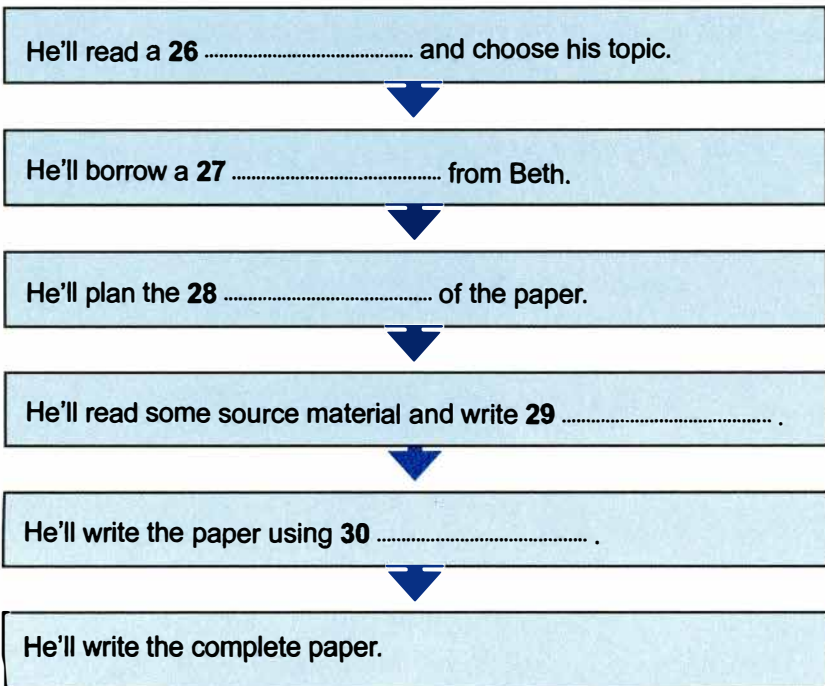 He'll read a 26 .......................................... and choose his topic.
He'll borrow a 27 .......................................... from Beth.
He'll plan the 28 .......................................... of the paper.
He'll read some source material and write 29 .......................................... .
He'll write the paper using 30 .......................................... .
He'll write the complete paper.